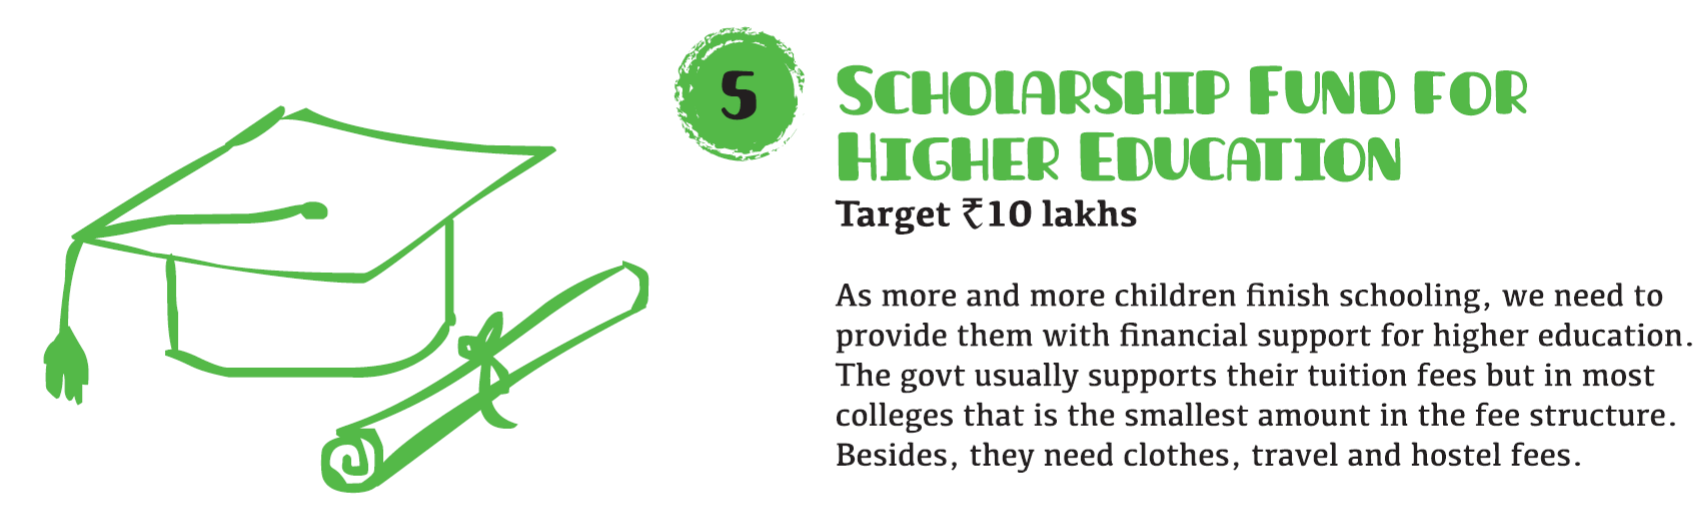 5
Scholarship Fund for
Higher Education
Target ₹10 lakhs
As more and more children finish schooling, we need to
provide them with financial support for higher education.
The govt usually supports their tuition fees but in most
colleges that is the smallest amount in the fee structure.
Besides, they need clothes, travel and hostel fees.